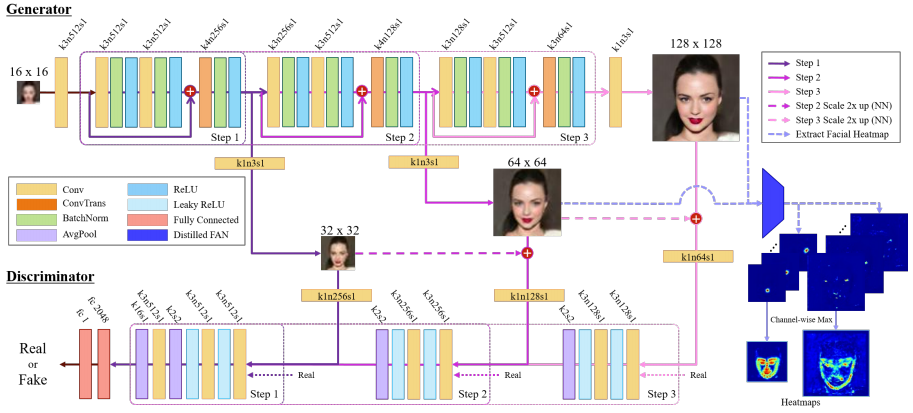 Generator
k3n512s1
k3n512s1
k3n512s1
k4n256s1
k3n256s1
k3n512s1
k4n128s1
k3n128s1
k3n512s1
k3n64s1
k1n3s1
16 x 16
128 x 128
Step 1
Step 2
Step 3
Step 1
Step 2
Step 3
Step 2 Scale 2x up (NN)
Step 3 Scale 2x up (NN)
Extract Facial Heatmap
k1n3s1
k1n3s1
64 x 64
Conv
ConvTrans
BatchNorm
AvgPool
ReLU
Leaky ReLU
Fully Connected
Distilled FAN
32 x 32
k1n64s1
Discriminator
k1n256s1
k1n128s1
fc-1
fc-2048
k16s1
k3n512s1
k2s2
k3n512s1
k2s2
k3n256s1
k3n256s1
k2s2
k3n128s1
k3n128s1
Channel-wise Max
Real
or
Fake
Real
Real
Real
Step 1
Step 2
Step 3
Heatmaps